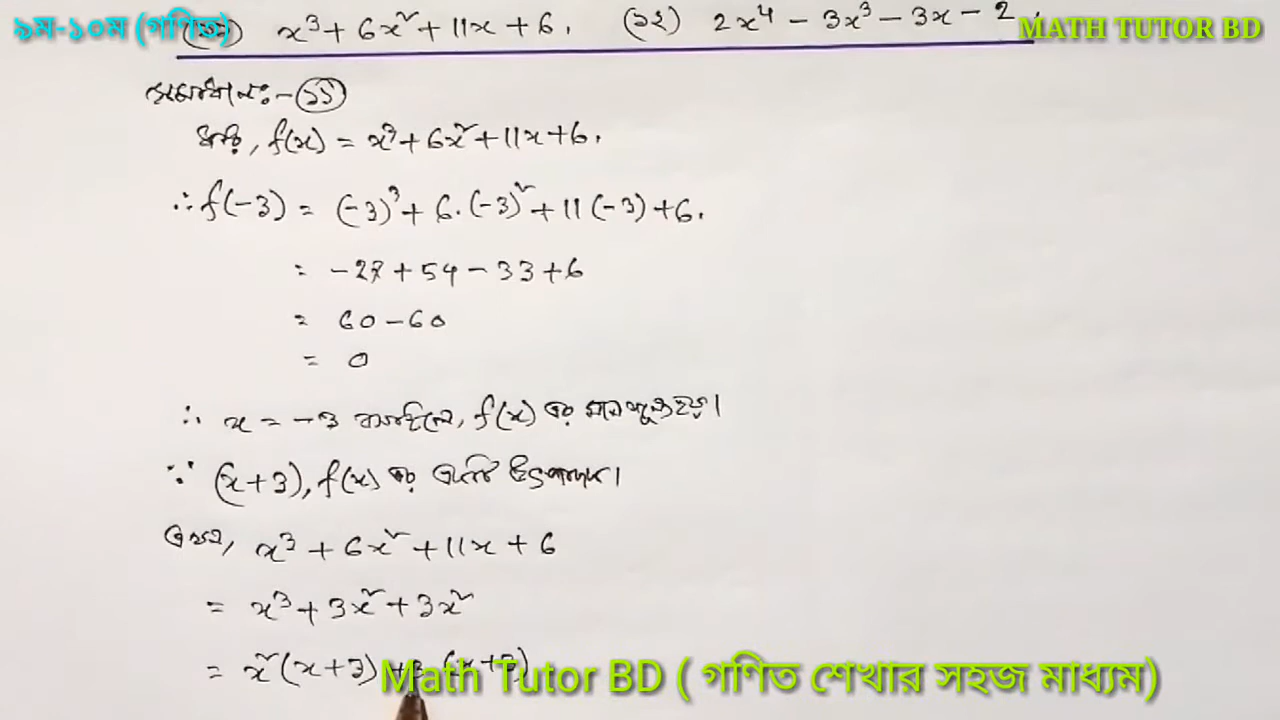 ৯ম-১০ম (গণিত)
MATH TUTOR BD
x³ + 6x² + 11x + 6, (১২) 2x⁴ - 3x³ - 3x - 2
সমাধানঃ- (১১)
ধরি, f(x) = x³ + 6x² + 11x + 6.
∴ f(-3) = (-3)³ + 6.(-3)² + 11(-3) + 6.
= -27 + 54 - 33 + 6
= 60 - 60
= 0
∴ x = -3 বসাইলে, f(x) এর মান শূন্য হয়।
∵ (x+3), f(x) এর একটি উৎপাদক।
এখন, x³ + 6x² + 11x + 6
= x³ + 3x² + 3x²
= x²(x+3) + (x+3)
Math Tutor BD ( গণিত শেখার সহজ মাধ্যম)